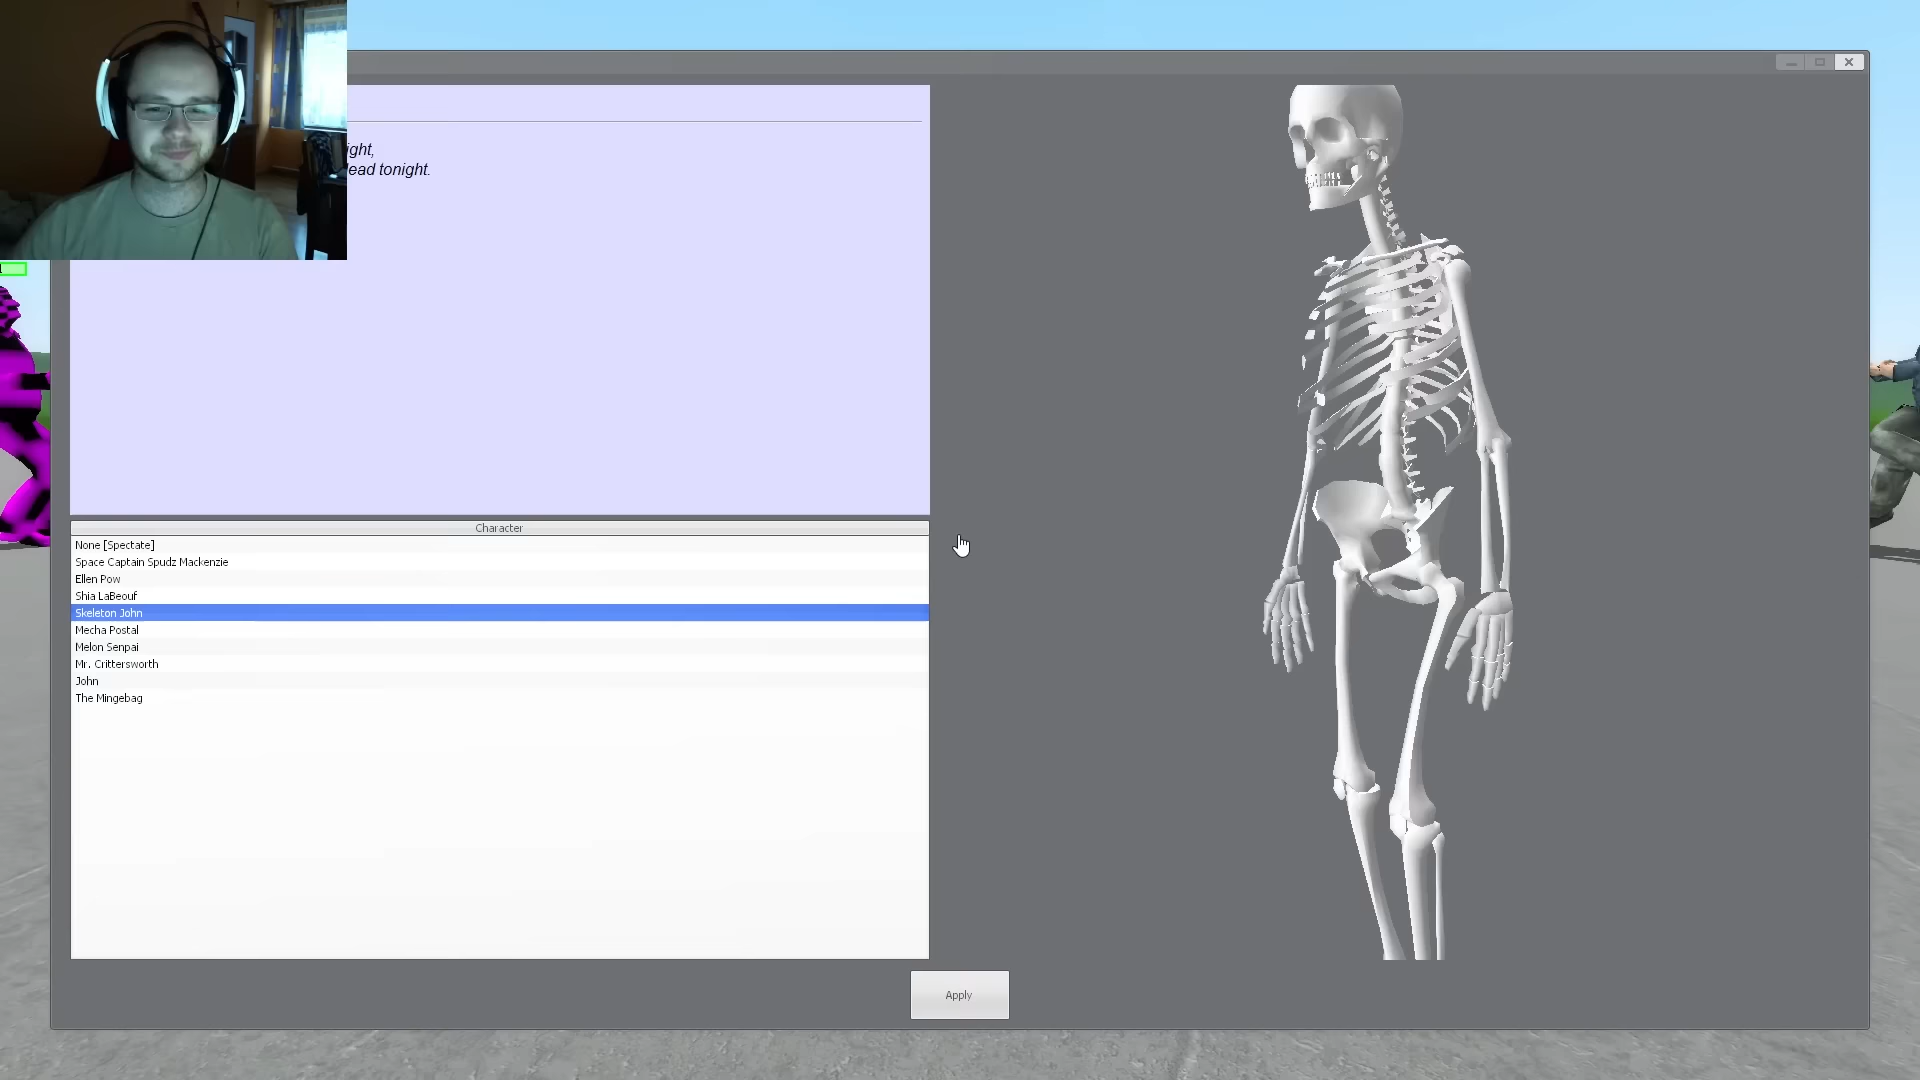 ight,
lead tonight.
Character
None [Spectate]
Space Captain Spudz Mackenzie
Ellen Pow
Shia LaBeouf
Skeleton John
Mecha Postal
Melon Senpai
Mr. Crittersworth
John
The Mingebag
Apply